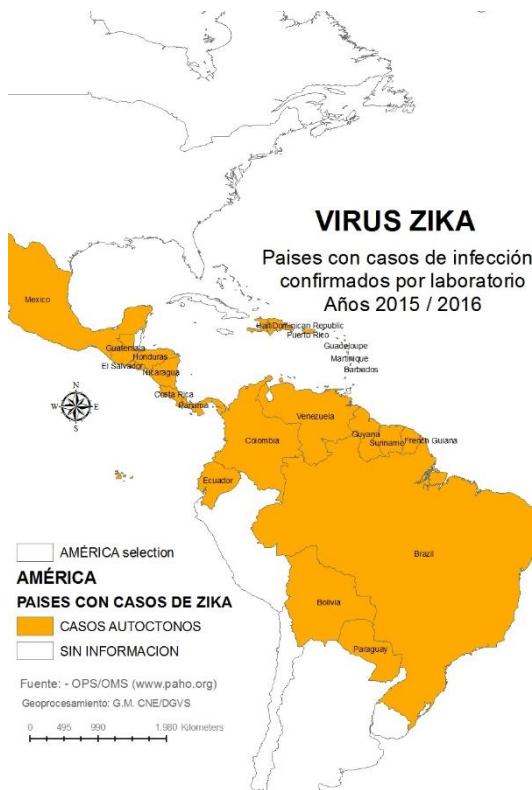 VIRUS ZIKA
Paises con casos de infección
confirmados por laboratorio
Años 2015 / 2016
Mexico
Haiti
Dominican Republic
Puerto Rico
Guadeloupe
Martinique
Barbados
Guatemala
Honduras
El Salvador
Nicaragua
Costa Rica
Panama
N
W
E
S
Venezuela
Guyana
Suriname
French Guiana
Colombia
Ecuador
Brazil
Bolivia
Paraguay
AMÉRICA selection
AMÉRICA
PAISES CON CASOS DE ZIKA
CASOS AUTOCTONOS
SIN INFORMACION
Fuente: - OPS/OMS (www.paho.org)
Geoprocesamiento: G.M. CNE/DGVS
0 495 990 1.980 Kilometers